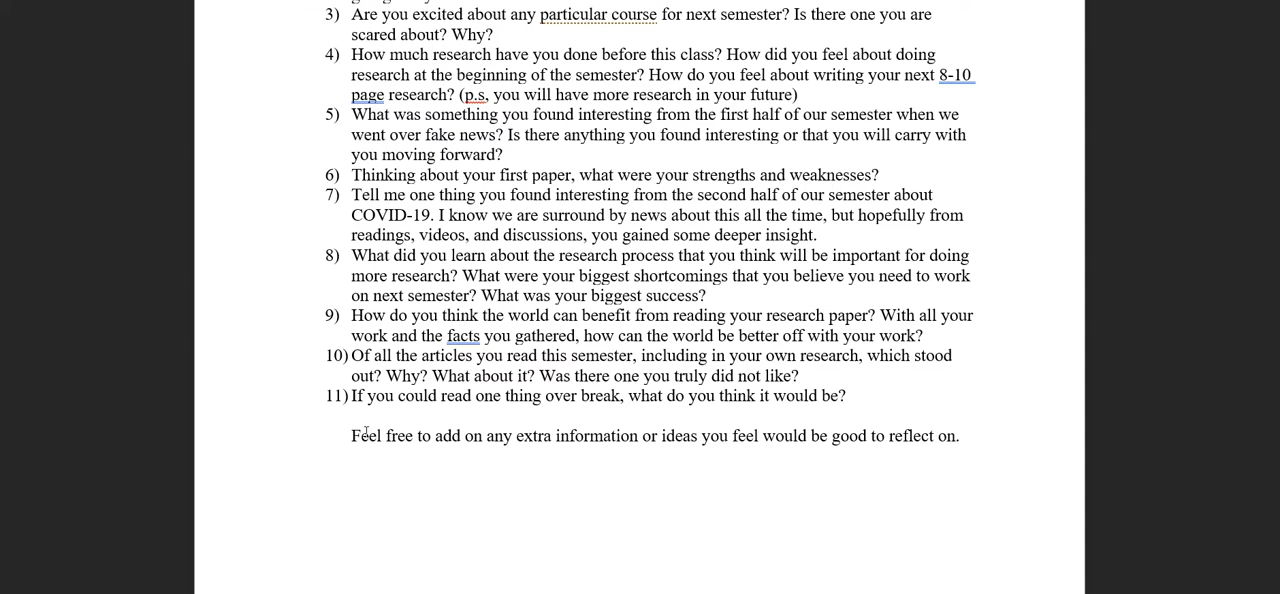 3) Are you excited about any particular course for next semester? Is there one you are
scared about? Why?
4) How much research have you done before this class? How did you feel about doing
research at the beginning of the semester? How do you feel about writing your next 8-10
page research? (p.s. you will have more research in your future)
5) What was something you found interesting from the first half of our semester when we
went over fake news? Is there anything you found interesting or that you will carry with
you moving forward?
6) Thinking about your first paper, what were your strengths and weaknesses?
7) Tell me one thing you found interesting from the second half of our semester about
COVID-19. I know we are surround by news about this all the time, but hopefully from
readings, videos, and discussions, you gained some deeper insight.
8) What did you learn about the research process that you think will be important for doing
more research? What were your biggest shortcomings that you believe you need to work
on next semester? What was your biggest success?
9) How do you think the world can benefit from reading your research paper? With all your
work and the facts you gathered, how can the world be better off with your work?
10) Of all the articles you read this semester, including in your own research, which stood
out? Why? What about it? Was there one you truly did not like?
11) If you could read one thing over break, what do you think it would be?
Feel free to add on any extra information or ideas you feel would be good to reflect on.